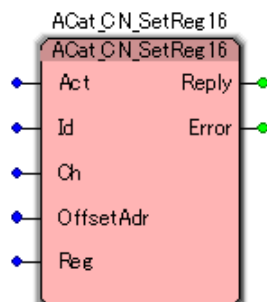 ACat_CN_SetReg16
ACat_CN_SetReg16
Act Reply
Id Error
Ch
OffsetAdr
Reg